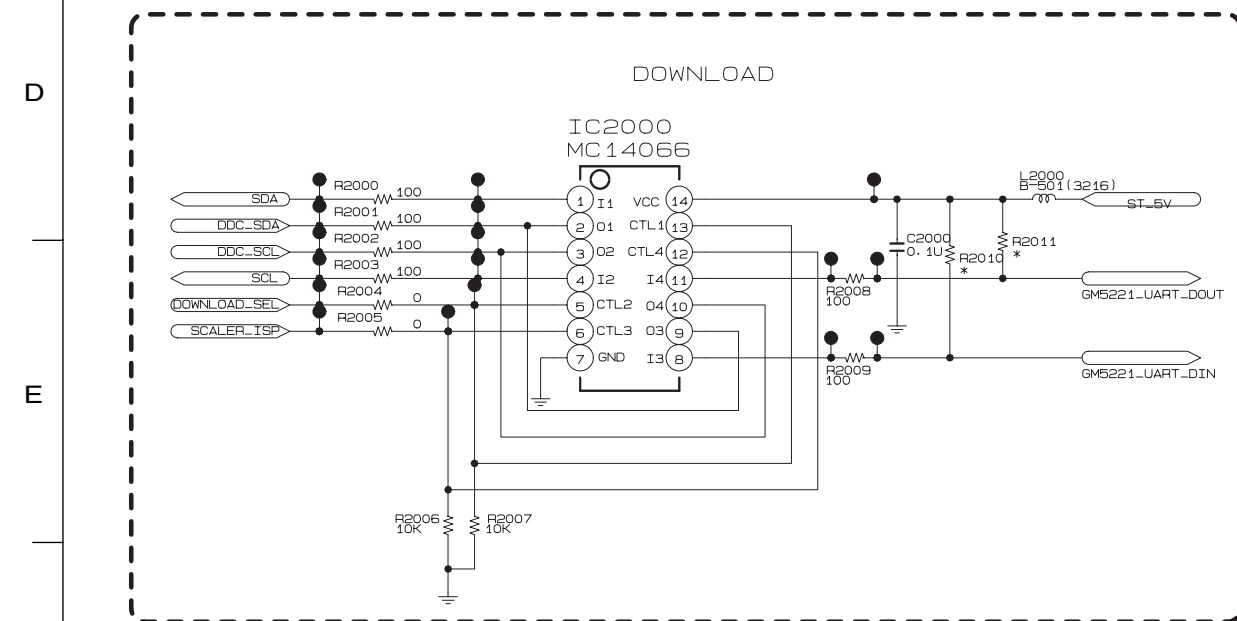 D
DOWNLOAD
IC2000
MC14066
L2000
B-501(3216)
SDA
R2000
100
1
I1
VCC
14
ST_5V
DDC_SDA
R2001
100
2
O1
CTL1
13
DDC_SCL
R2002
100
3
O2
CTL4
12
C2000
0.1U
R2010
*
R2011
*
SCL
R2003
100
4
I2
I4
11
R2008
100
GM5221_UART_DOUT
DOWNLOAD_SEL
R2004
0
5
CTL2
O4
10
SCALER_ISP
R2005
0
6
CTL3
O3
9
7
GND
I3
8
R2009
100
GM5221_UART_DIN
E
R2006
10K
R2007
10K